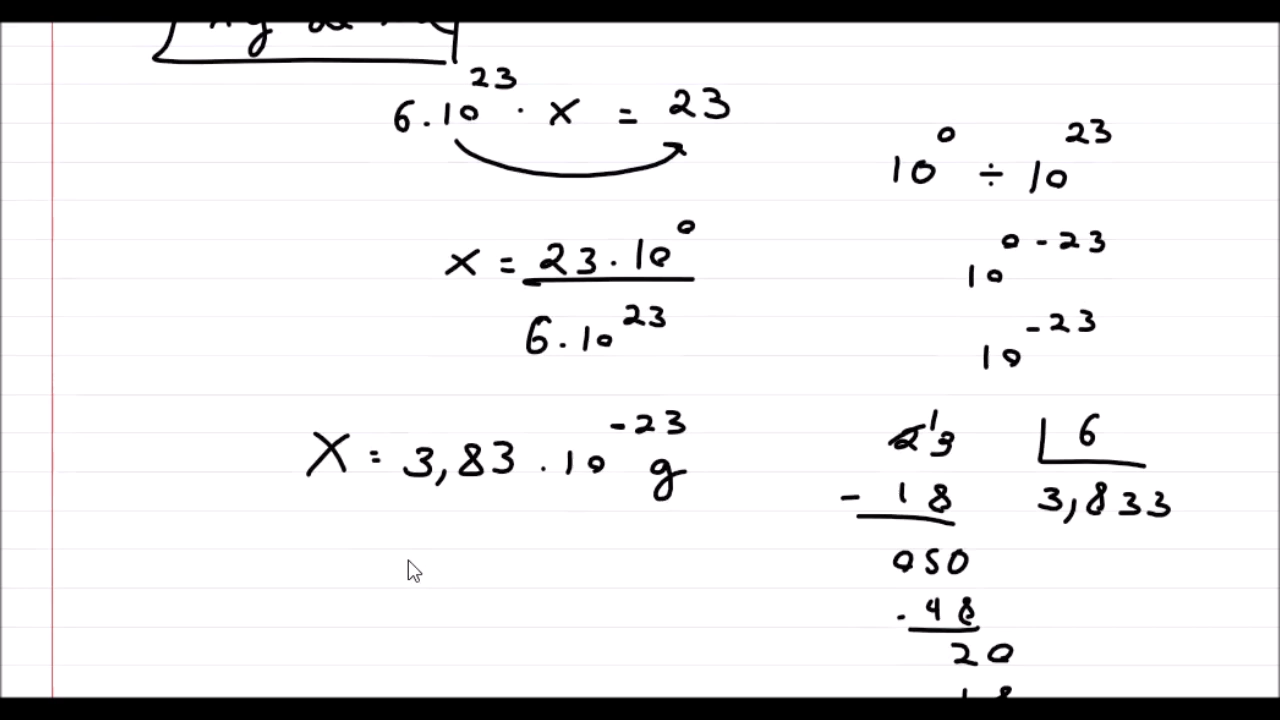 6.10²³ · x = 23
x = 23.10⁰
6.10²³
X = 3,83 .10⁻²³ g
10⁰ ÷ 10²³
10⁰⁻²³
10⁻²³
2¹3 6
- 18 3,833
050
- 48
20
18